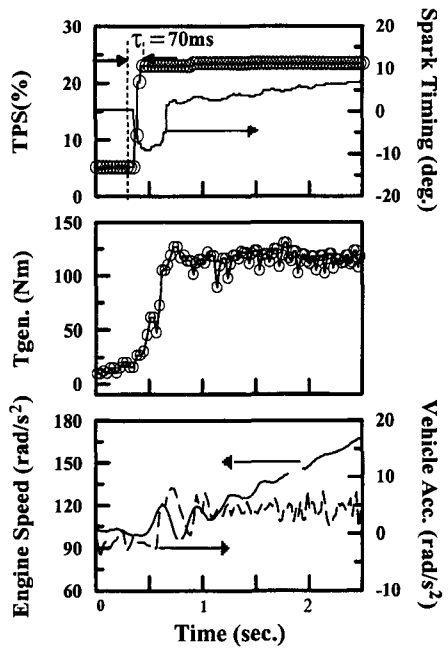 τ = 70ms
TPS(%)
30
20
10
0
Spark Timing (deg.)
20
10
0
-10
-20
Tgen. (Nm)
150
100
50
0
Engine Speed (rad/s²)
180
150
120
90
60
Vehicle Acc. (rad/s²)
20
10
0
-10
0 1 2
Time (sec.)